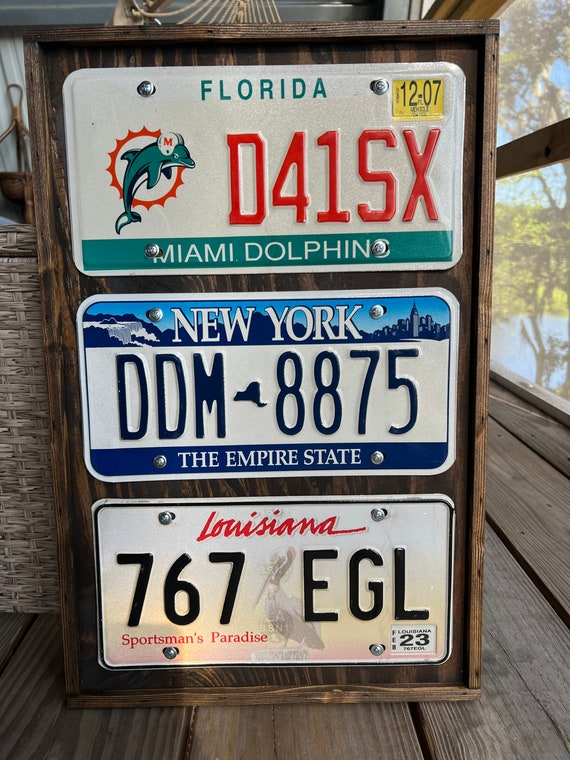 FLORIDA
12-07
M
D41SX
MIAMI DOLPHINS
NEW YORK
DDM 8875
THE EMPIRE STATE
Louisiana
767 EGL
Sportsman's Paradise
LOUISIANA
FEB
23
767EGL